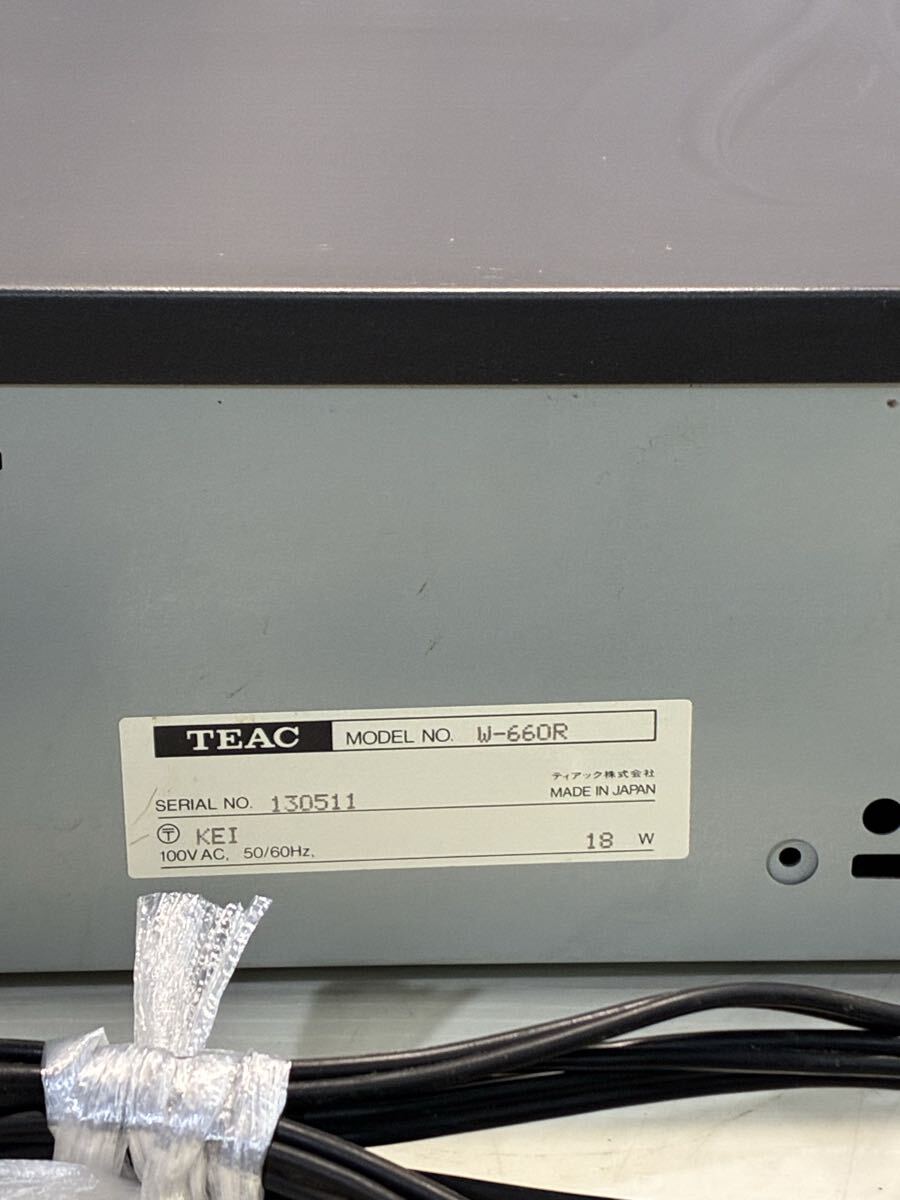 TEAC MODEL NO. W-660R
ティアック株式会社
SERIAL NO. 130511 MADE IN JAPAN
〒 KEI
100V AC, 50/60Hz, 18 W